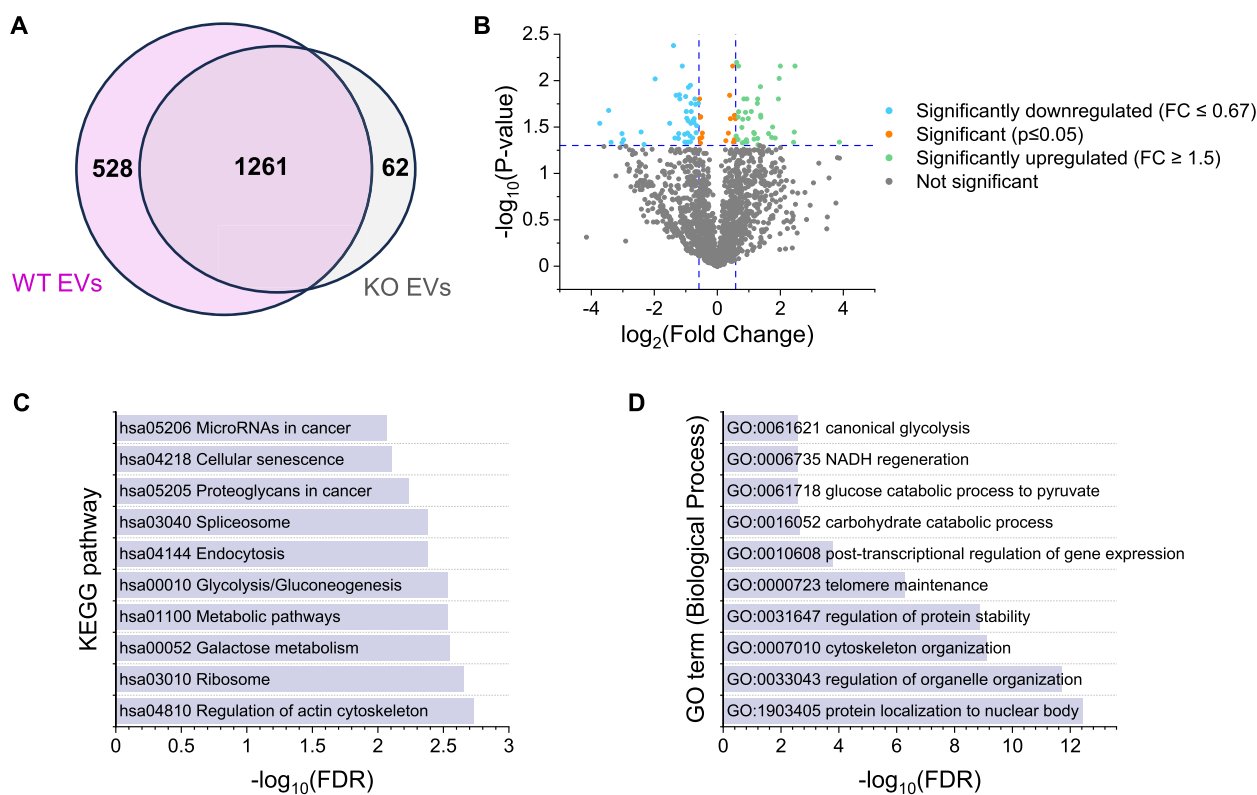 A
528
1261
62
WT EVs
KO EVs
B
-log10(P-value)
2.5
2
1.5
1
0.5
0
-4
-2
0
2
4
log2(Fold Change)
Significantly downregulated (FC ≤ 0.67)
Significant (p≤0.05)
Significantly upregulated (FC ≥ 1.5)
Not significant
C
KEGG pathway
hsa05206 MicroRNAs in cancer
hsa04218 Cellular senescence
hsa05205 Proteoglycans in cancer
hsa03040 Spliceosome
hsa04144 Endocytosis
hsa00010 Glycolysis/Gluconeogenesis
hsa01100 Metabolic pathways
hsa00052 Galactose metabolism
hsa03010 Ribosome
hsa04810 Regulation of actin cytoskeleton
0
0.5
1
1.5
2
2.5
3
-log10(FDR)
D
GO term (Biological Process)
GO:0061621 canonical glycolysis
GO:0006735 NADH regeneration
GO:0061718 glucose catabolic process to pyruvate
GO:0016052 carbohydrate catabolic process
GO:0010608 post-transcriptional regulation of gene expression
GO:0000723 telomere maintenance
GO:0031647 regulation of protein stability
GO:0007010 cytoskeleton organization
GO:0033043 regulation of organelle organization
GO:1903405 protein localization to nuclear body
0
2
4
6
8
10
12
-log10(FDR)